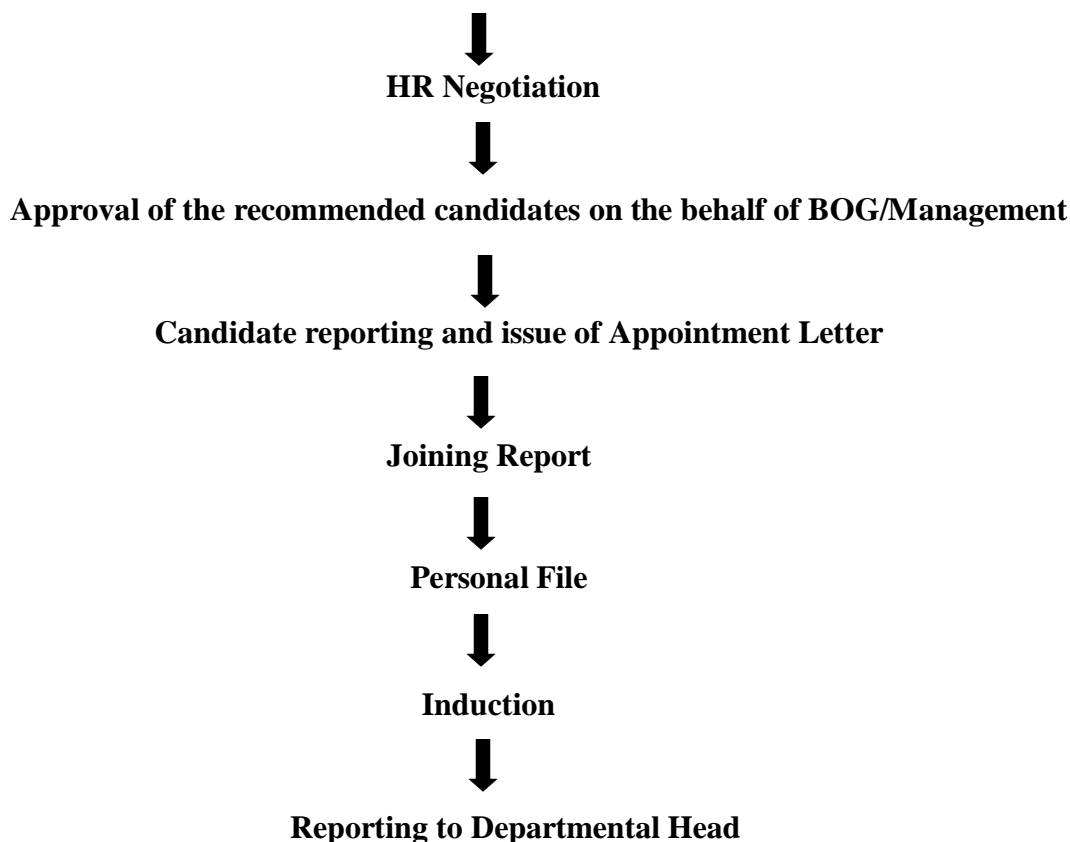 HR Negotiation
Approval of the recommended candidates on the behalf of BOG/Management
Candidate reporting and issue of Appointment Letter
Joining Report
Personal File
Induction
Reporting to Departmental Head